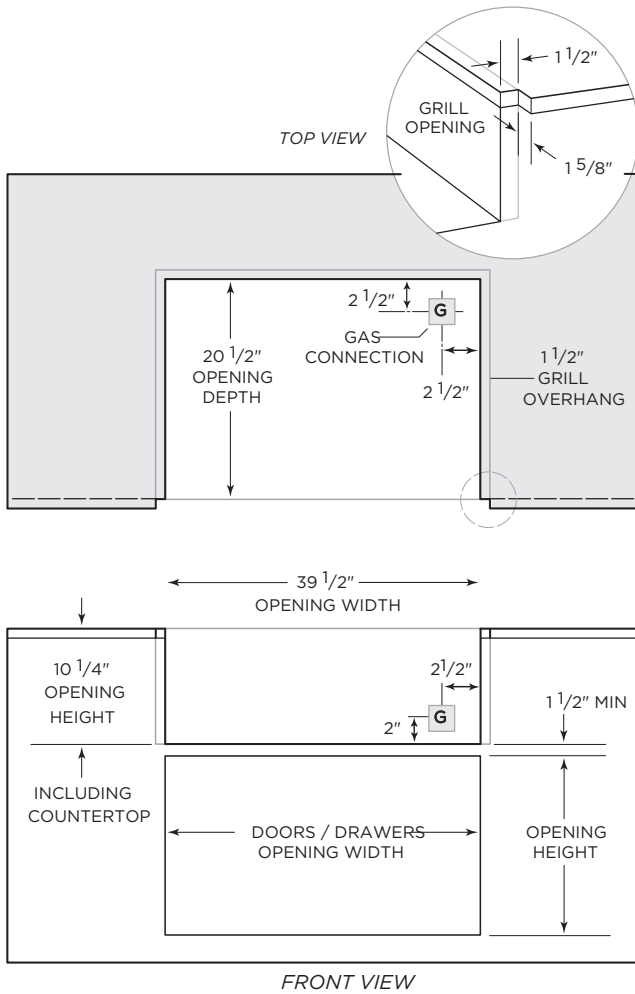 1 1/2"
GRILL
OPENING
TOP VIEW
1 5/8"
2 1/2"
G
GAS
CONNECTION
20 1/2"
OPENING
DEPTH
2 1/2"
1 1/2"
GRILL
OVERHANG
39 1/2"
OPENING WIDTH
10 1/4"
OPENING
HEIGHT
2 1/2"
G
2"
1 1/2" MIN
INCLUDING
COUNTERTOP
DOORS / DRAWERS
OPENING WIDTH
OPENING
HEIGHT
FRONT VIEW